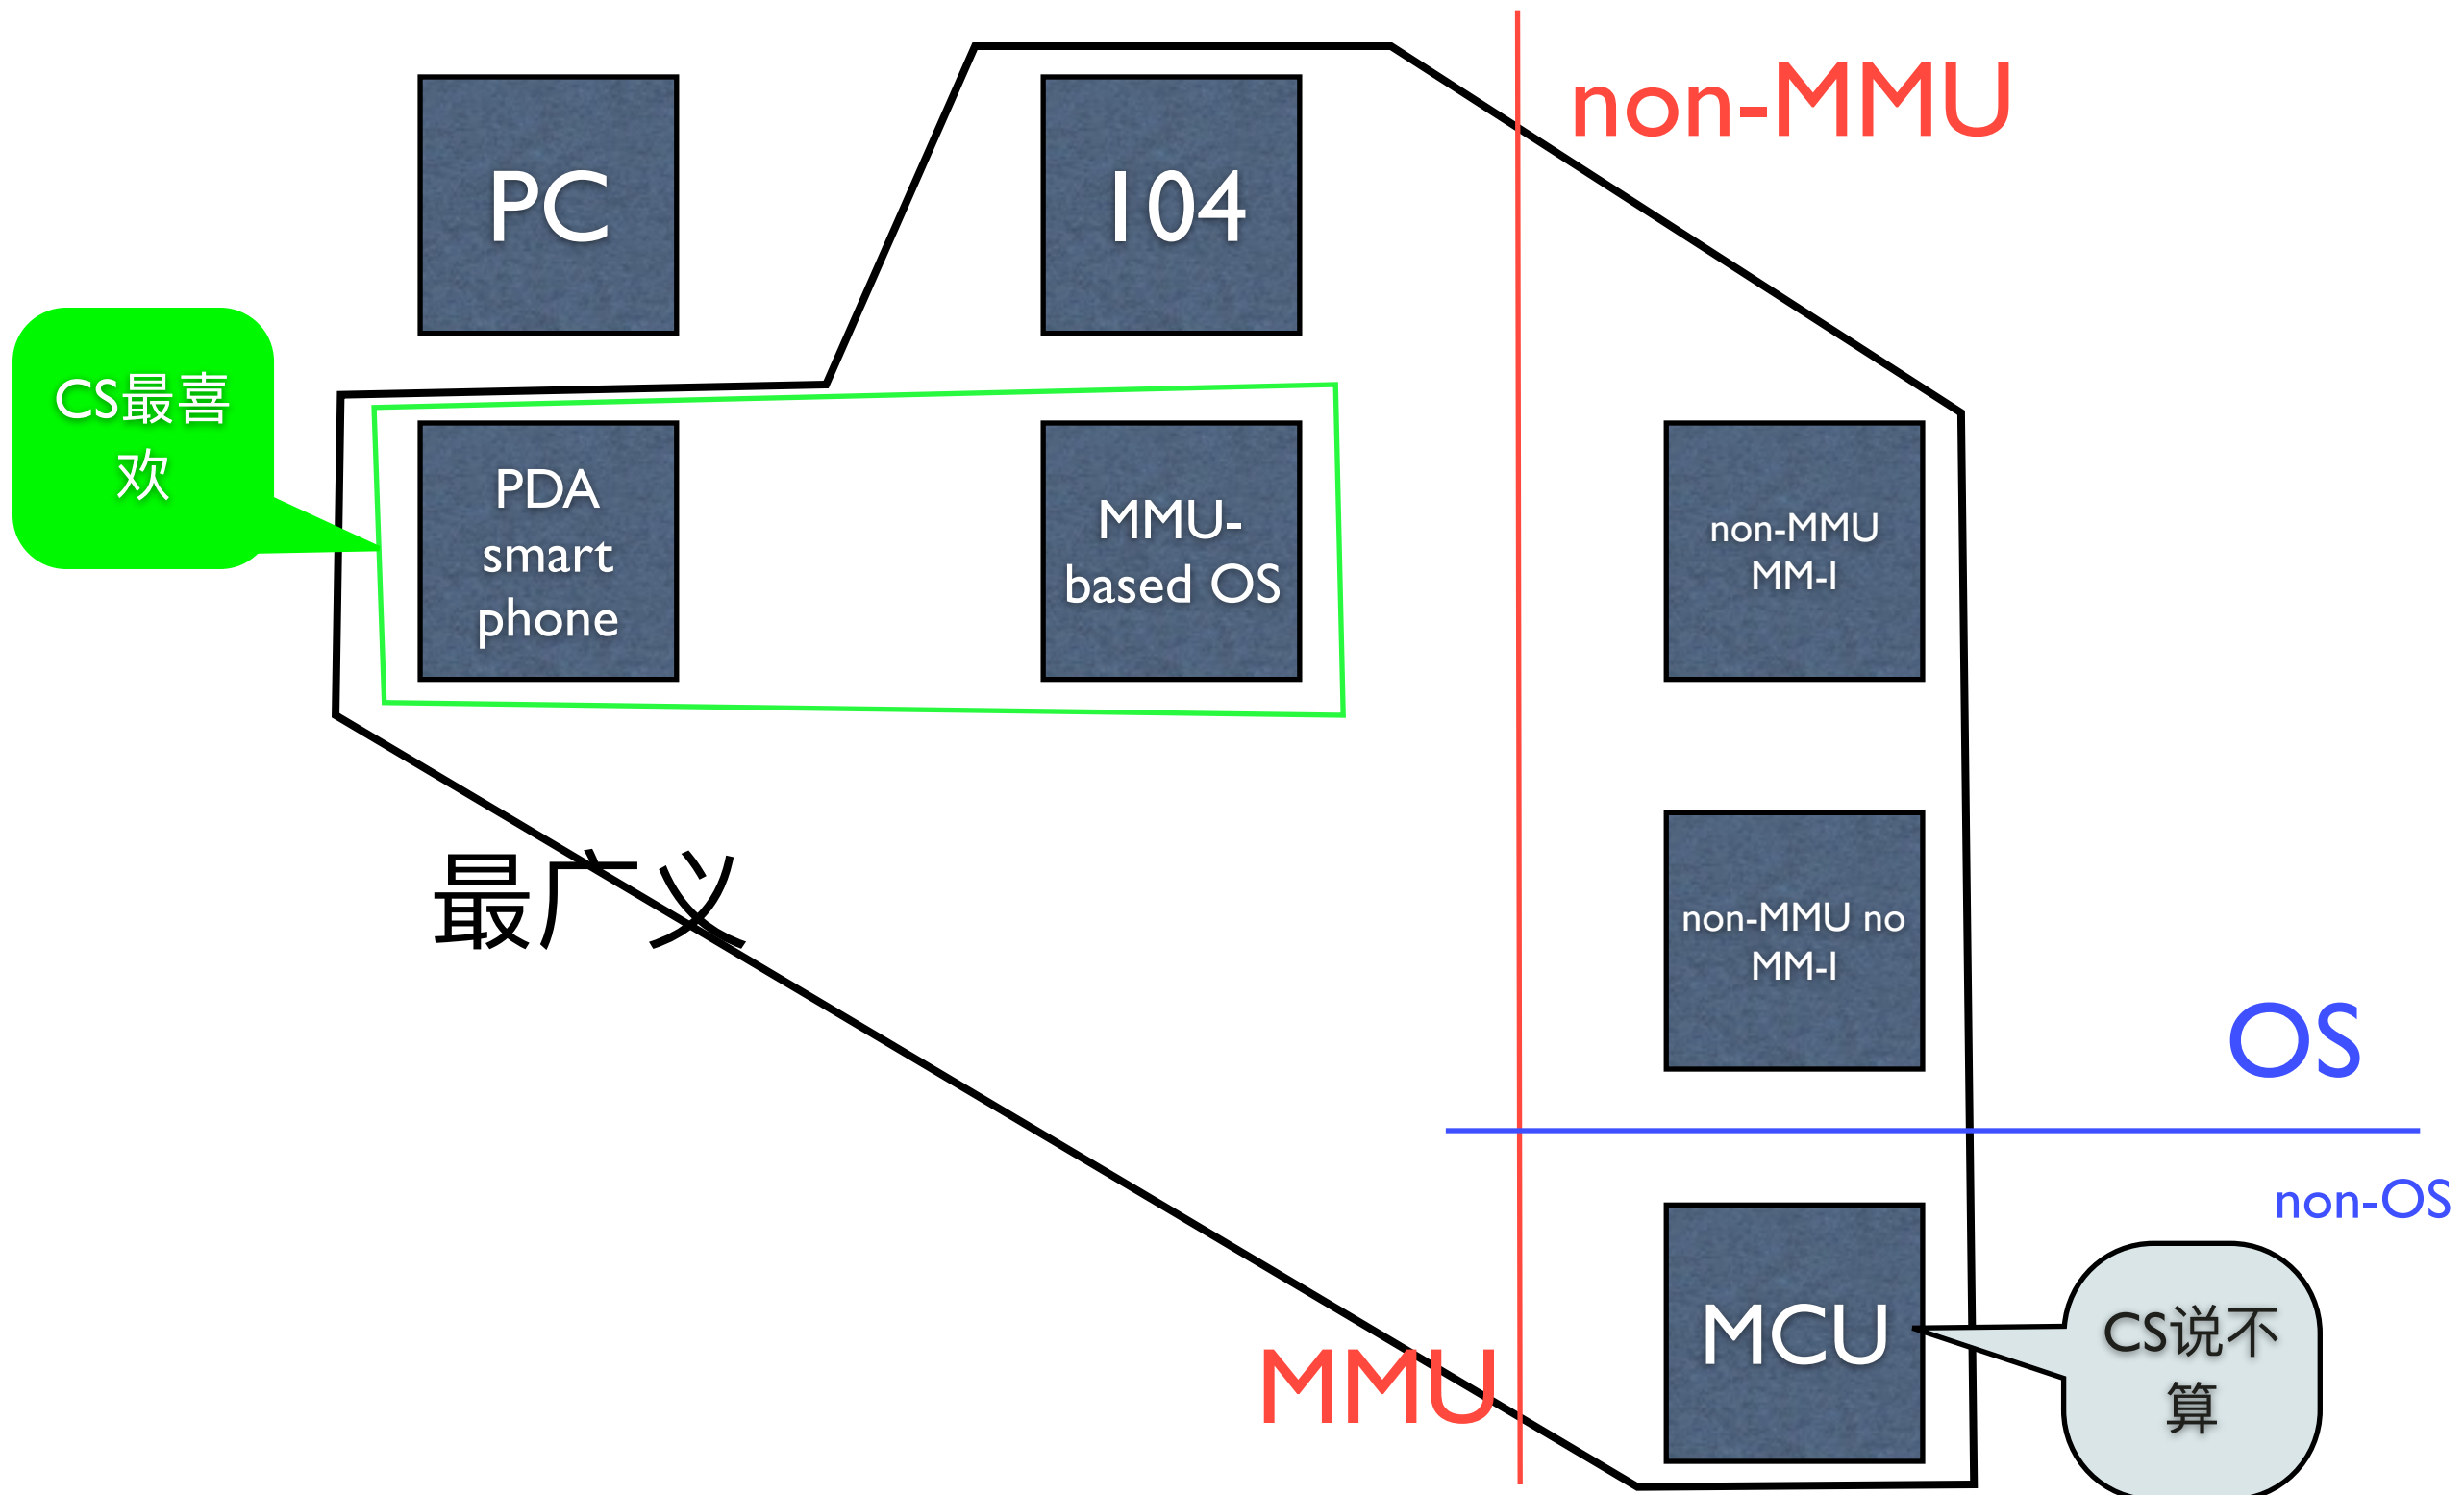 non-MMU
PC
104
CS最喜
欢
PDA
smart
phone
MMU-
based OS
non-MMU
MM-I
最广义
non-MMU no
MM-I
OS
non-OS
MMU
MCU
CS说不
算